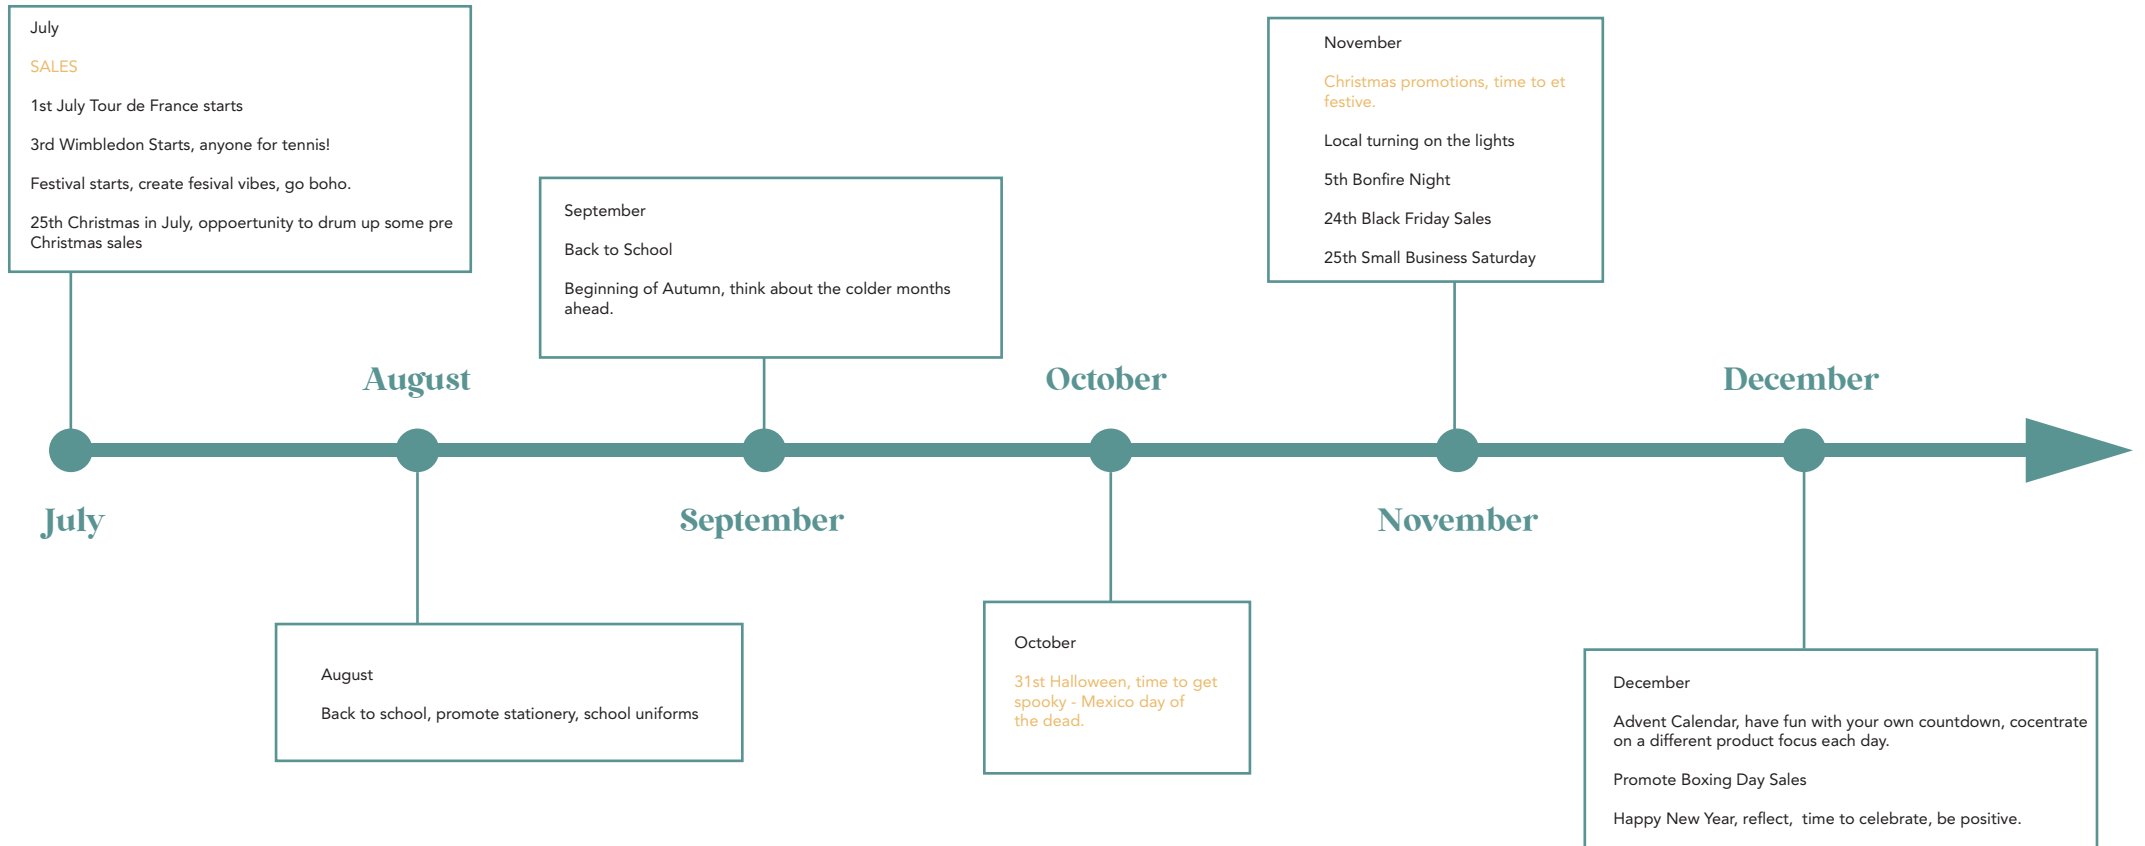 July
SALES
1st July Tour de France starts
3rd Wimbledon Starts, anyone for tennis!
Festival starts, create fesival vibes, go boho.
25th Christmas in July, oppoertunity to drum up some pre
Christmas sales
September
Back to School
Beginning of Autumn, think about the colder months
ahead.
November
Christmas promotions, time to et
festive.
Local turning on the lights
5th Bonfire Night
24th Black Friday Sales
25th Small Business Saturday
August
October
December
July
September
November
August
Back to school, promote stationery, school uniforms
October
31st Halloween, time to get
spooky - Mexico day of
the dead.
December
Advent Calendar, have fun with your own countdown, cocentrate
on a different product focus each day.
Promote Boxing Day Sales
Happy New Year, reflect,  time to celebrate, be positive.